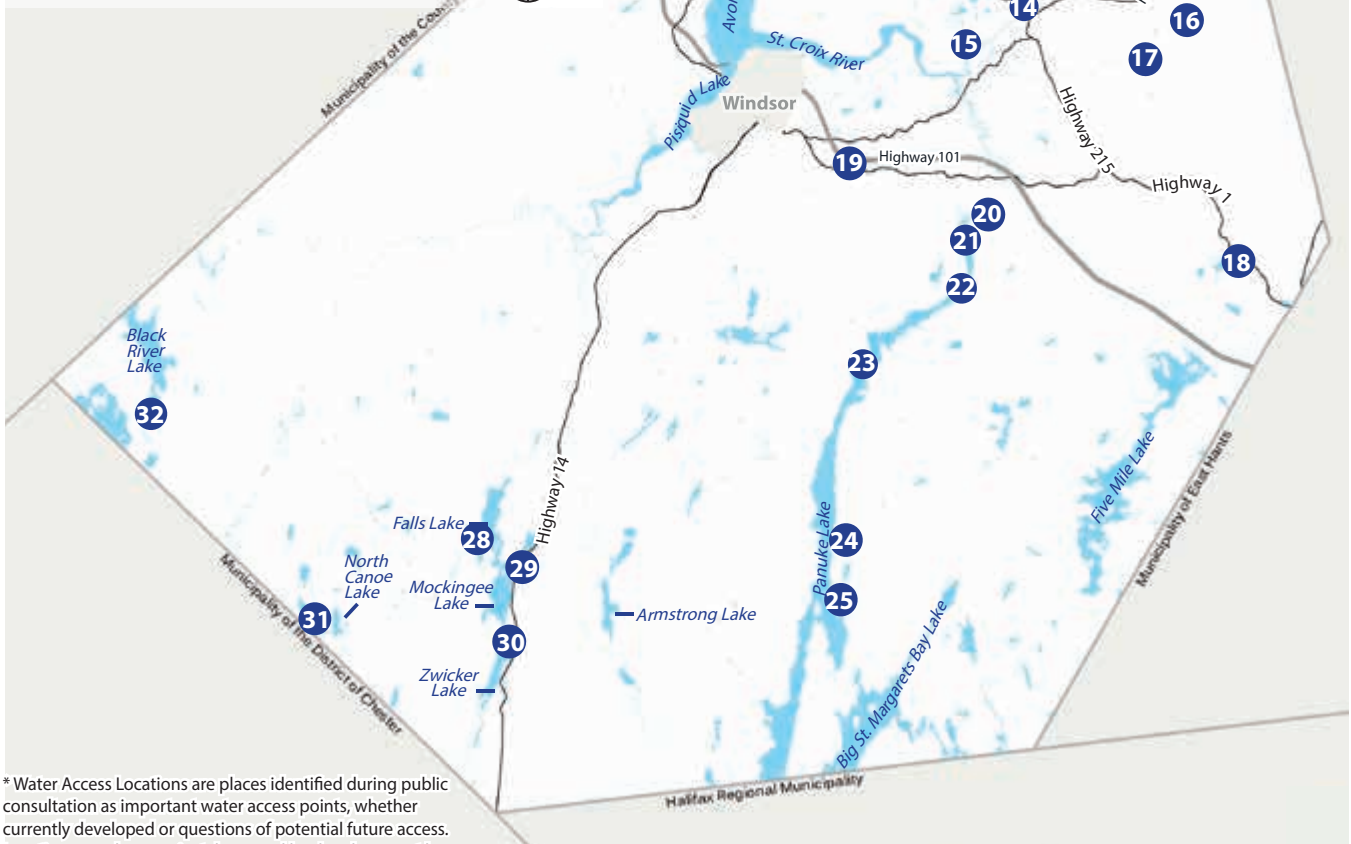 Municipality of the
Avon
14
16
15
17
St. Croix River
Pisiquid Lake
Windsor
Highway 215
19
Highway 101
Highway 1
20
21
18
22
Black
River
Lake
23
32
Five Mile Lake
Municipality of East Hants
Highway 14
Falls Lake
28
Panuke Lake
24
29
North
Canoe
Lake
Mockingee
Lake
25
31
Armstrong Lake
30
Municipality of the District of Chester
Zwicker
Lake
Big St. Margarets Bay Lake
Halifax Regional Municipality
* Water Access Locations are places identified during public
consultation as important water access points, whether
currently developed or questions of potential future access.